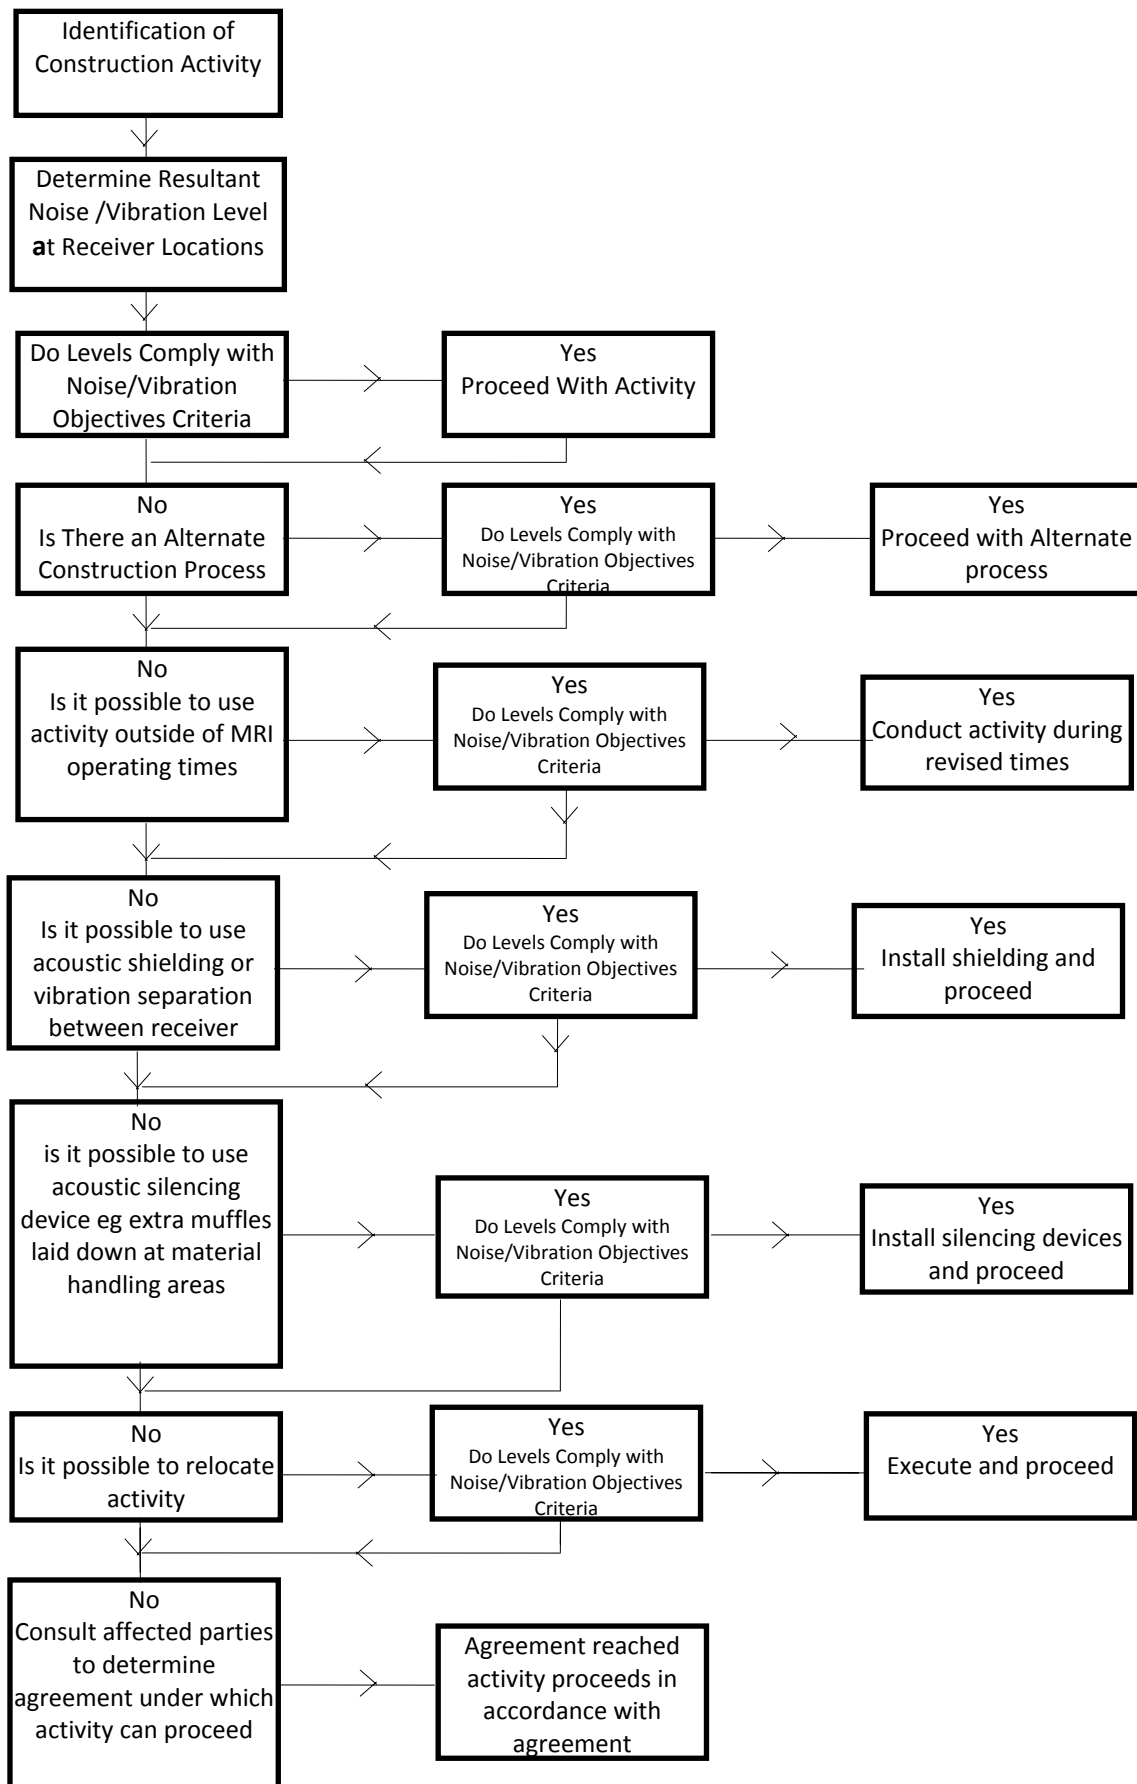 Identification of
Construction Activity
Determine Resultant
Noise /Vibration Level
at Receiver Locations
Do Levels Comply with
Noise/Vibration
Objectives Criteria
Yes
Proceed With Activity
No
Is There an Alternate
Construction Process
Yes
Do Levels Comply with
Noise/Vibration Objectives
Criteria
Yes
Proceed with Alternate
process
No
Is it possible to use
activity outside of MRI
operating times
Yes
Do Levels Comply with
Noise/Vibration Objectives
Criteria
Yes
Conduct activity during
revised times
No
Is it possible to use
acoustic shielding or
vibration separation
between receiver
Yes
Do Levels Comply with
Noise/Vibration Objectives
Criteria
Yes
Install shielding and
proceed
No
is it possible to use
acoustic silencing
device eg extra muffles
laid down at material
handling areas
Yes
Do Levels Comply with
Noise/Vibration Objectives
Criteria
Yes
Install silencing devices
and proceed
No
Is it possible to relocate
activity
Yes
Do Levels Comply with
Noise/Vibration Objectives
Criteria
Yes
Execute and proceed
No
Consult affected parties
to determine
agreement under which
activity can proceed
Agreement reached
activity proceeds in
accordance with
agreement